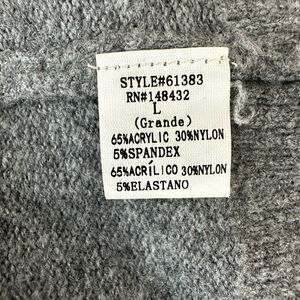 STYLE#61383
RN#148432
L
(Grande)
65%ACRYLIC 30%NYLON
5%SPANDEX
65%ACRÍLICO 30%NYLON
5%ELASTANO